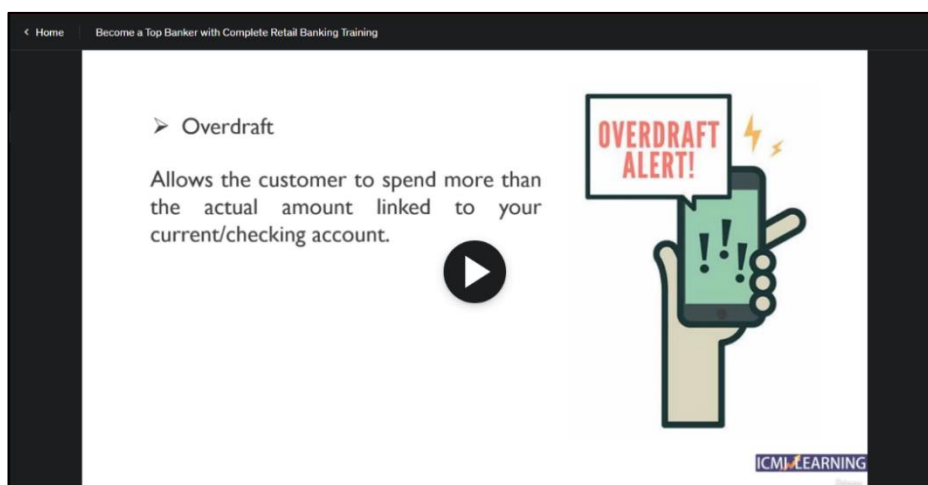 < Home
Become a Top Banker with Complete Retail Banking Training
➢ Overdraft
Allows the customer to spend more than
the actual amount linked to your
current/checking account.
OVERDRAFT
ALERT!
! ! !
ICMI LEARNING